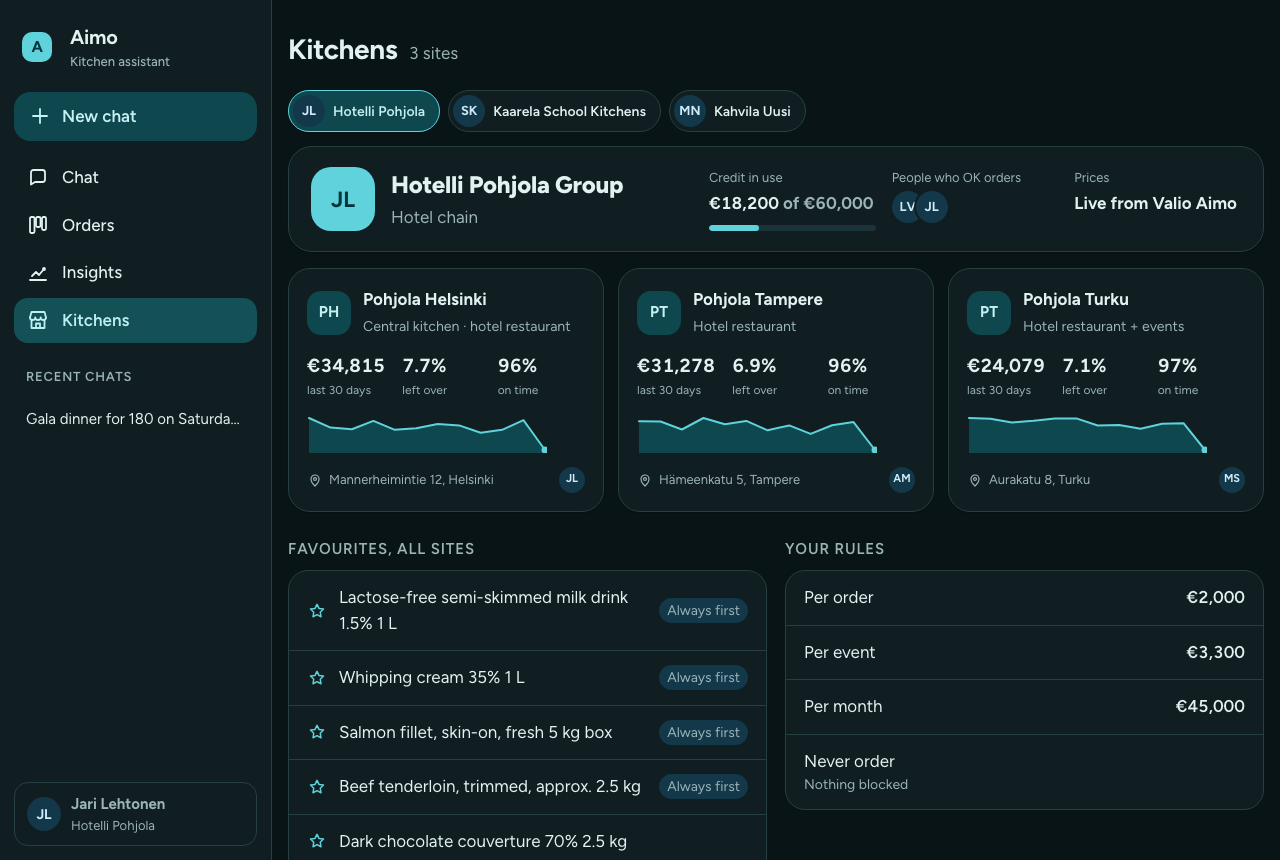 A
Aimo
Kitchen assistant
New chat
Chat
Orders
Insights
Kitchens
RECENT CHATS
Gala dinner for 180 on Saturda...
JL
Jari Lehtonen
Hotelli Pohjola
Kitchens 3 sites
JL Hotelli Pohjola
SK Kaarela School Kitchens
MN Kahvila Uusi
JL
Hotelli Pohjola Group
Hotel chain
Credit in use
€18,200 of €60,000
People who OK orders
LV JL
Prices
Live from Valio Aimo
PH
Pohjola Helsinki
Central kitchen · hotel restaurant
€34,815 7.7% 96%
last 30 days left over on time
Mannerheimintie 12, Helsinki JL
PT
Pohjola Tampere
Hotel restaurant
€31,278 6.9% 96%
last 30 days left over on time
Hämeenkatu 5, Tampere AM
PT
Pohjola Turku
Hotel restaurant + events
€24,079 7.1% 97%
last 30 days left over on time
Aurakatu 8, Turku MS
FAVOURITES, ALL SITES
Lactose-free semi-skimmed milk drink
1.5% 1 L
Always first
Whipping cream 35% 1 L Always first
Salmon fillet, skin-on, fresh 5 kg box Always first
Beef tenderloin, trimmed, approx. 2.5 kg Always first
Dark chocolate couverture 70% 2.5 kg
YOUR RULES
Per order €2,000
Per event €3,300
Per month €45,000
Never order
Nothing blocked